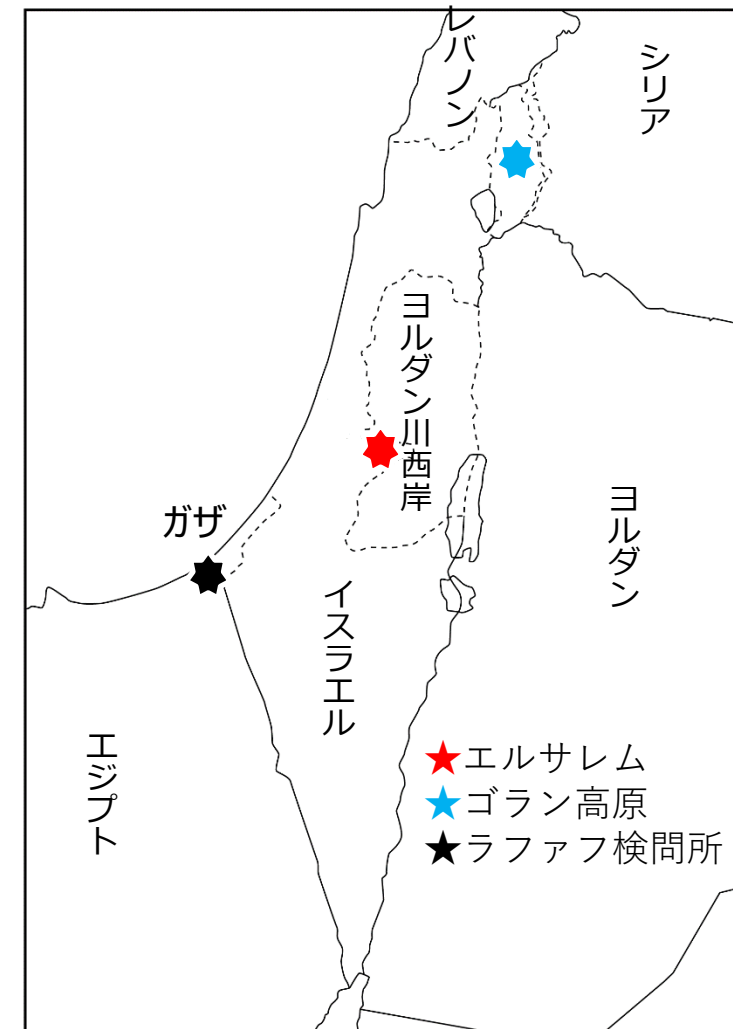 レバノン
シリア
ヨルダン川西岸
ガザ
ヨルダン
イスラエル
エジプト
★エルサレム
★ゴラン高原
★ラファフ検問所